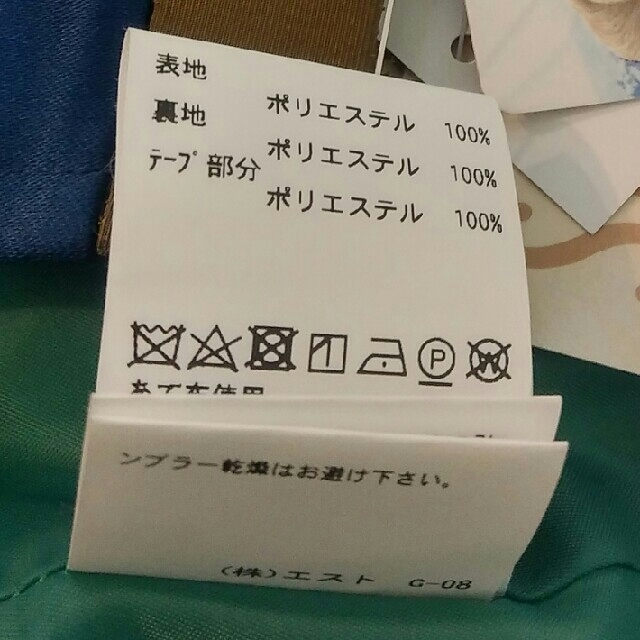 表地
ポリエステル 100%
裏地
ポリエステル 100%
テープ部分
ポリエステル 100%
P
W
ンブラー乾燥はお避け下さい。
(株)エスト G-08